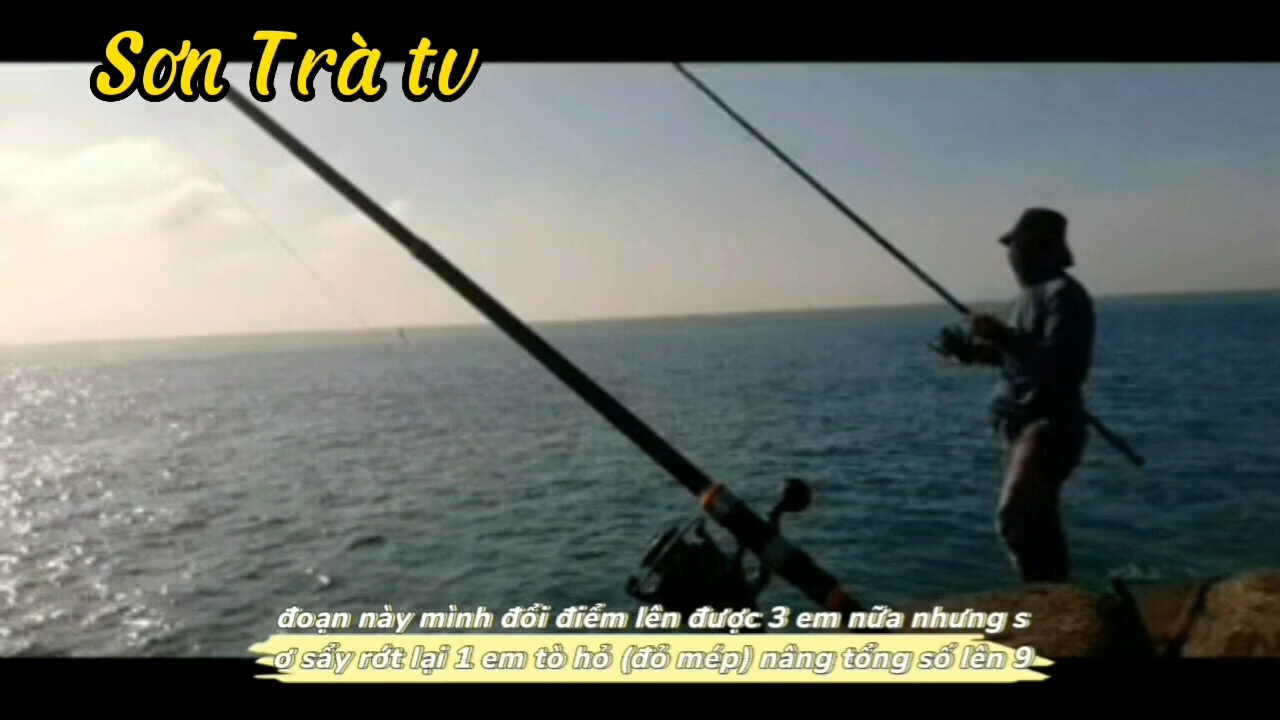 Sơn Trà tv
đoạn này mình đổi điểm lên được 3 em nữa nhưng s
ơ sẩy rớt lại 1 em tò hỏ (đỏ mép) nâng tổng số lên 9